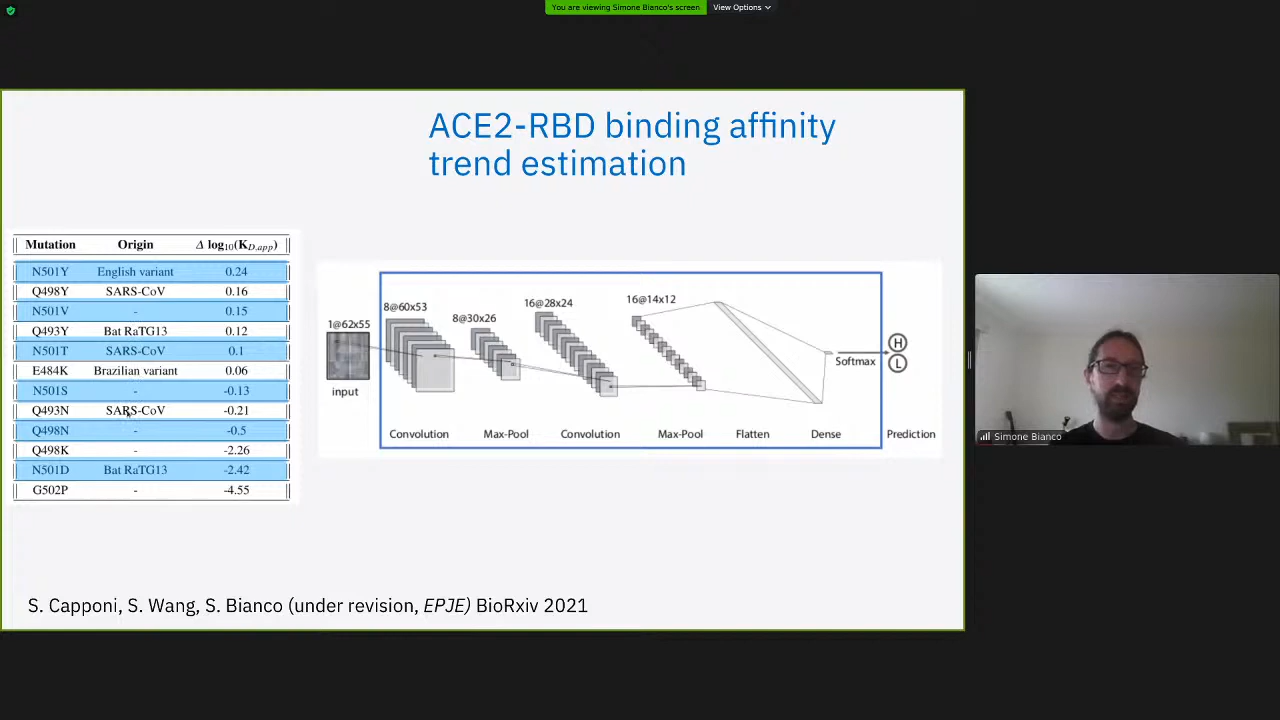 You are viewing Simone Bianco's screen
View Options
ACE2-RBD binding affinity
trend estimation
Mutation Origin Δ log10(KD,app)
N501Y English variant 0.24
Q498Y SARS-CoV 0.16
N501V - 0.15
Q493Y Bat RaTG13 0.12
N501T SARS-CoV 0.1
E484K Brazilian variant 0.06
N501S - -0.13
Q493N SARS-CoV -0.21
Q498N - -0.5
Q498K - -2.26
N501D Bat RaTG13 -2.42
G502P - -4.55
1@62x55
input
8@60x53
8@30x26
16@28x24
16@14x12
Softmax
H
L
Convolution Max-Pool Convolution Max-Pool Flatten Dense Prediction
Simone Bianco
S. Capponi, S. Wang, S. Bianco (under revision, EPJE) BioRxiv 2021